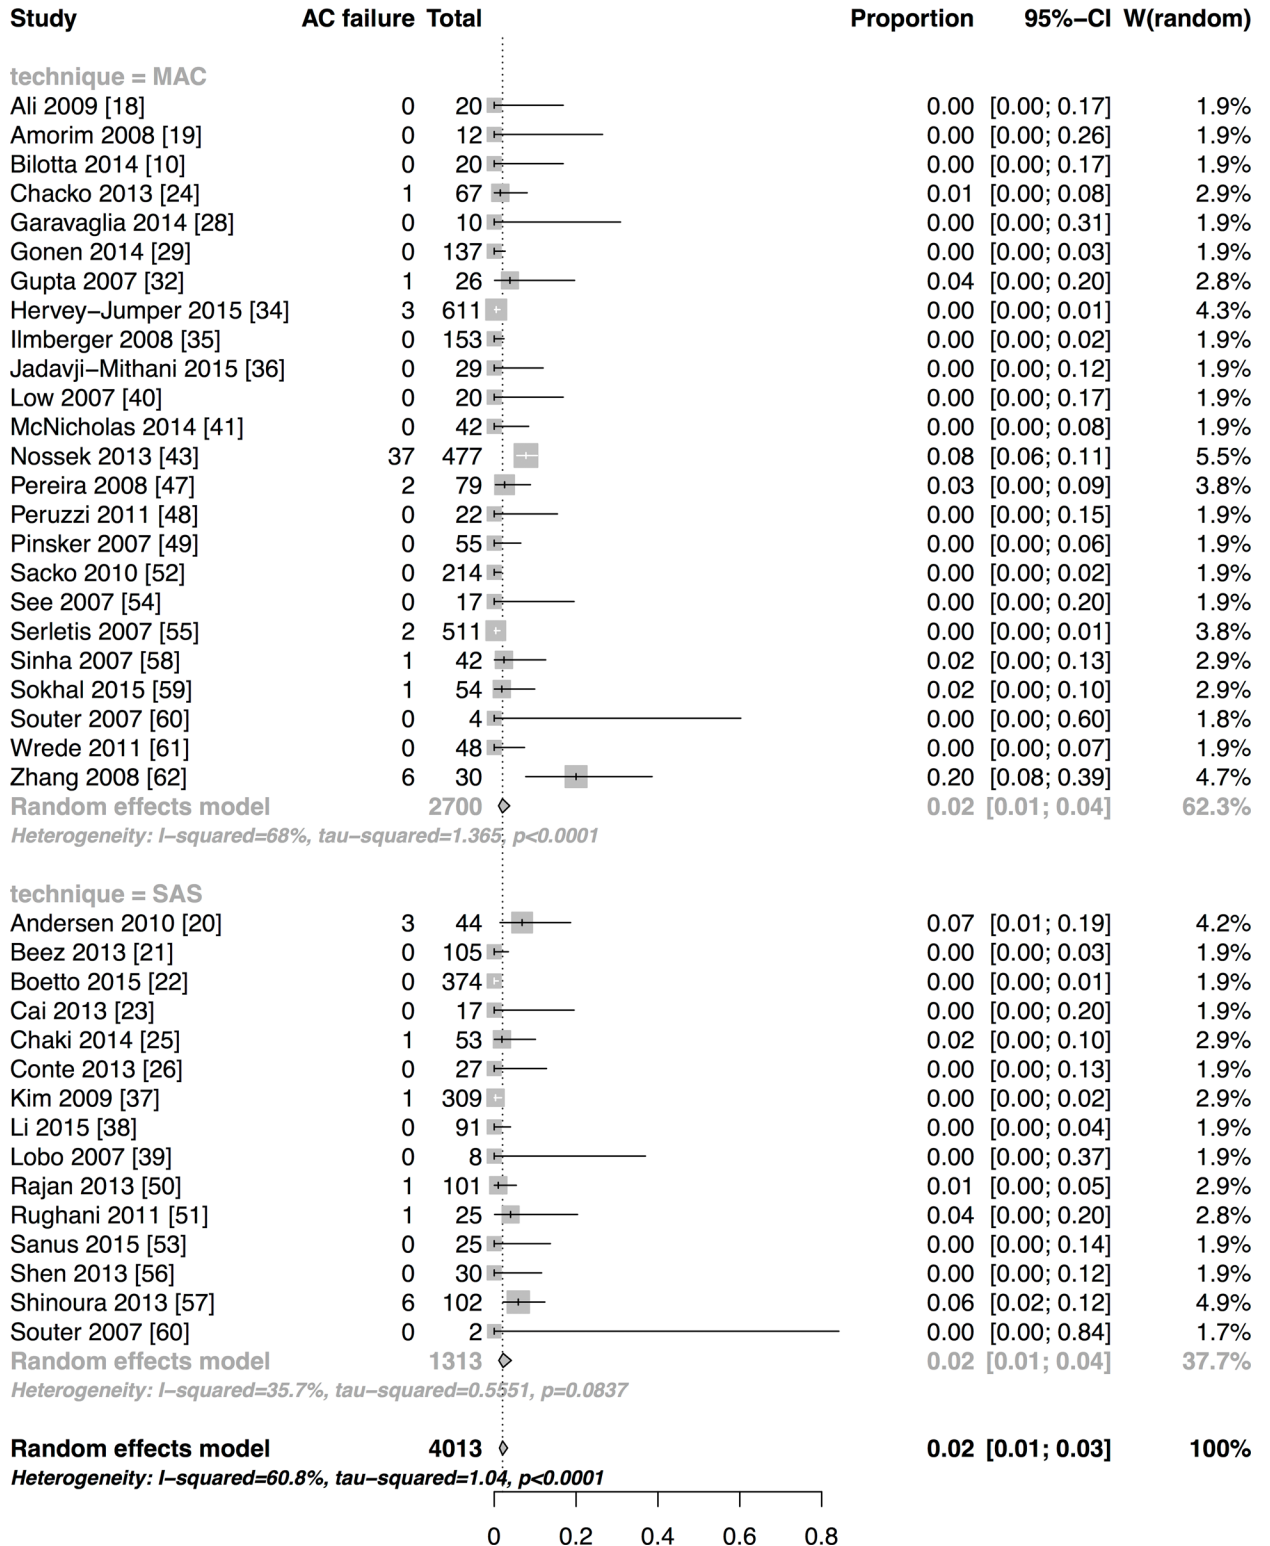 Study AC failure Total Proportion 95%−CI W(random)
technique = MAC
Ali 2009 [18] 0 20 0.00 [0.00; 0.17] 1.9%
Amorim 2008 [19] 0 12 0.00 [0.00; 0.26] 1.9%
Bilotta 2014 [10] 0 20 0.00 [0.00; 0.17] 1.9%
Chacko 2013 [24] 1 67 0.01 [0.00; 0.08] 2.9%
Garavaglia 2014 [28] 0 10 0.00 [0.00; 0.31] 1.9%
Gonen 2014 [29] 0 137 0.00 [0.00; 0.03] 1.9%
Gupta 2007 [32] 1 26 0.04 [0.00; 0.20] 2.8%
Hervey−Jumper 2015 [34] 3 611 0.00 [0.00; 0.01] 4.3%
Ilmberger 2008 [35] 0 153 0.00 [0.00; 0.02] 1.9%
Jadavji−Mithani 2015 [36] 0 29 0.00 [0.00; 0.12] 1.9%
Low 2007 [40] 0 20 0.00 [0.00; 0.17] 1.9%
McNicholas 2014 [41] 0 42 0.00 [0.00; 0.08] 1.9%
Nossek 2013 [43] 37 477 0.08 [0.06; 0.11] 5.5%
Pereira 2008 [47] 2 79 0.03 [0.00; 0.09] 3.8%
Peruzzi 2011 [48] 0 22 0.00 [0.00; 0.15] 1.9%
Pinsker 2007 [49] 0 55 0.00 [0.00; 0.06] 1.9%
Sacko 2010 [52] 0 214 0.00 [0.00; 0.02] 1.9%
See 2007 [54] 0 17 0.00 [0.00; 0.20] 1.9%
Serletis 2007 [55] 2 511 0.00 [0.00; 0.01] 3.8%
Sinha 2007 [58] 1 42 0.02 [0.00; 0.13] 2.9%
Sokhal 2015 [59] 1 54 0.02 [0.00; 0.10] 2.9%
Souter 2007 [60] 0 4 0.00 [0.00; 0.60] 1.8%
Wrede 2011 [61] 0 48 0.00 [0.00; 0.07] 1.9%
Zhang 2008 [62] 6 30 0.20 [0.08; 0.39] 4.7%
Random effects model 2700 0.02 [0.01; 0.04] 62.3%
Heterogeneity: I−squared=68%, tau−squared=1.365, p<0.0001
technique = SAS
Andersen 2010 [20] 3 44 0.07 [0.01; 0.19] 4.2%
Beez 2013 [21] 0 105 0.00 [0.00; 0.03] 1.9%
Boetto 2015 [22] 0 374 0.00 [0.00; 0.01] 1.9%
Cai 2013 [23] 0 17 0.00 [0.00; 0.20] 1.9%
Chaki 2014 [25] 1 53 0.02 [0.00; 0.10] 2.9%
Conte 2013 [26] 0 27 0.00 [0.00; 0.13] 1.9%
Kim 2009 [37] 1 309 0.00 [0.00; 0.02] 2.9%
Li 2015 [38] 0 91 0.00 [0.00; 0.04] 1.9%
Lobo 2007 [39] 0 8 0.00 [0.00; 0.37] 1.9%
Rajan 2013 [50] 1 101 0.01 [0.00; 0.05] 2.9%
Rughani 2011 [51] 1 25 0.04 [0.00; 0.20] 2.8%
Sanus 2015 [53] 0 25 0.00 [0.00; 0.14] 1.9%
Shen 2013 [56] 0 30 0.00 [0.00; 0.12] 1.9%
Shinoura 2013 [57] 6 102 0.06 [0.02; 0.12] 4.9%
Souter 2007 [60] 0 2 0.00 [0.00; 0.84] 1.7%
Random effects model 1313 0.02 [0.01; 0.04] 37.7%
Heterogeneity: I−squared=35.7%, tau−squared=0.5551, p=0.0837
Random effects model 4013 0.02 [0.01; 0.03] 100%
Heterogeneity: I−squared=60.8%, tau−squared=1.04, p<0.0001
0 0.2 0.4 0.6 0.8